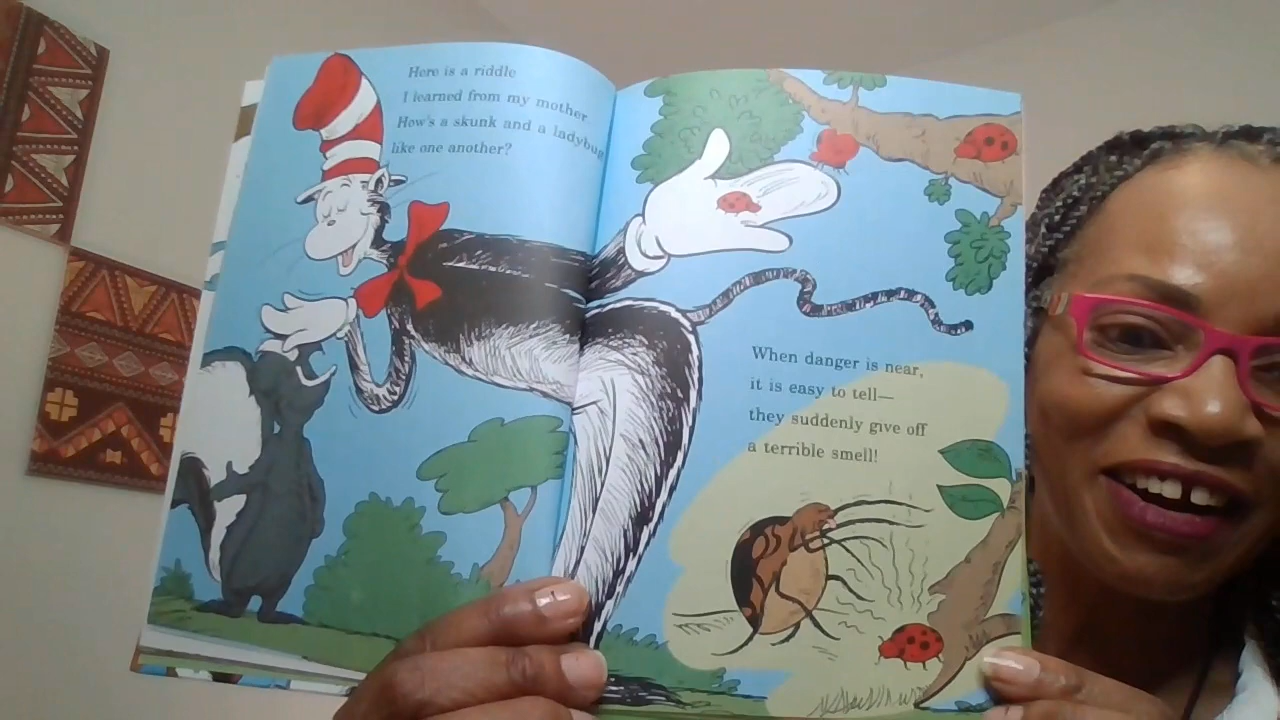 Here is a riddle
I learned from my mother.
How's a skunk and a ladybug
like one another?
When danger is near,
it is easy to tell—
they suddenly give off
a terrible smell!